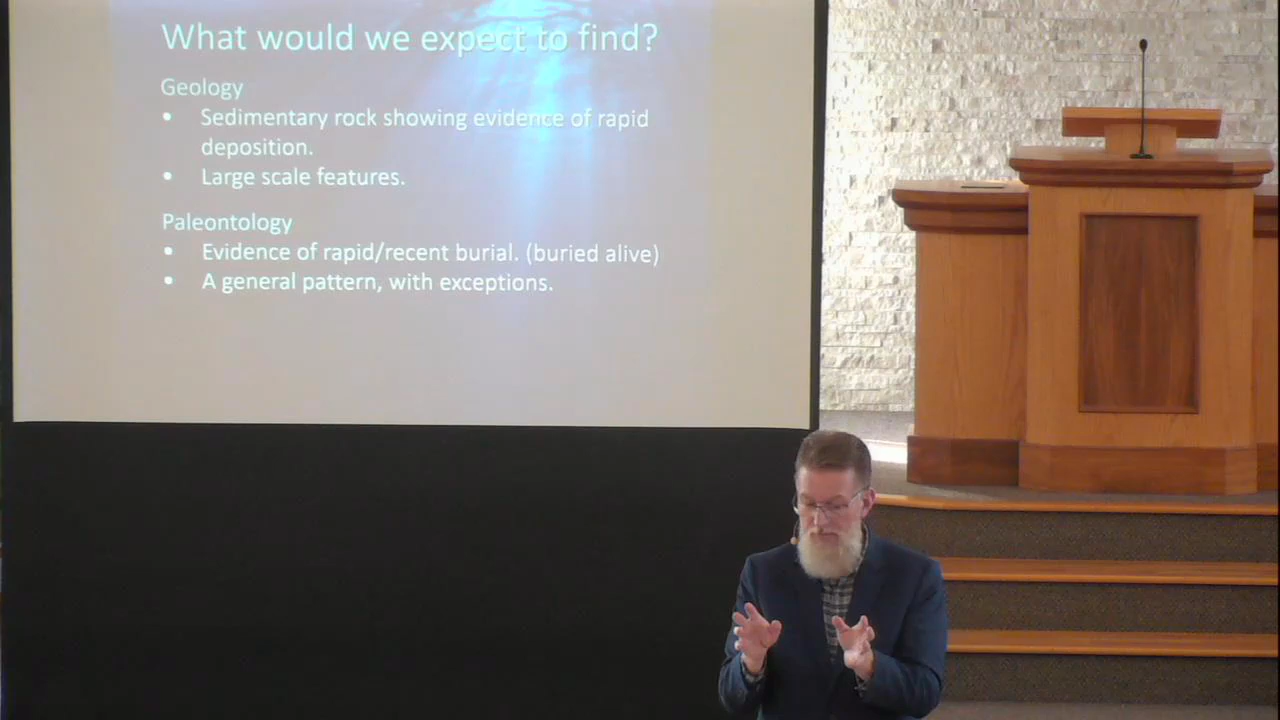 What would we expect to find?
Geology
• Sedimentary rock showing evidence of rapid
deposition.
• Large scale features.
Paleontology
• Evidence of rapid/recent burial. (buried alive)
• A general pattern, with exceptions.